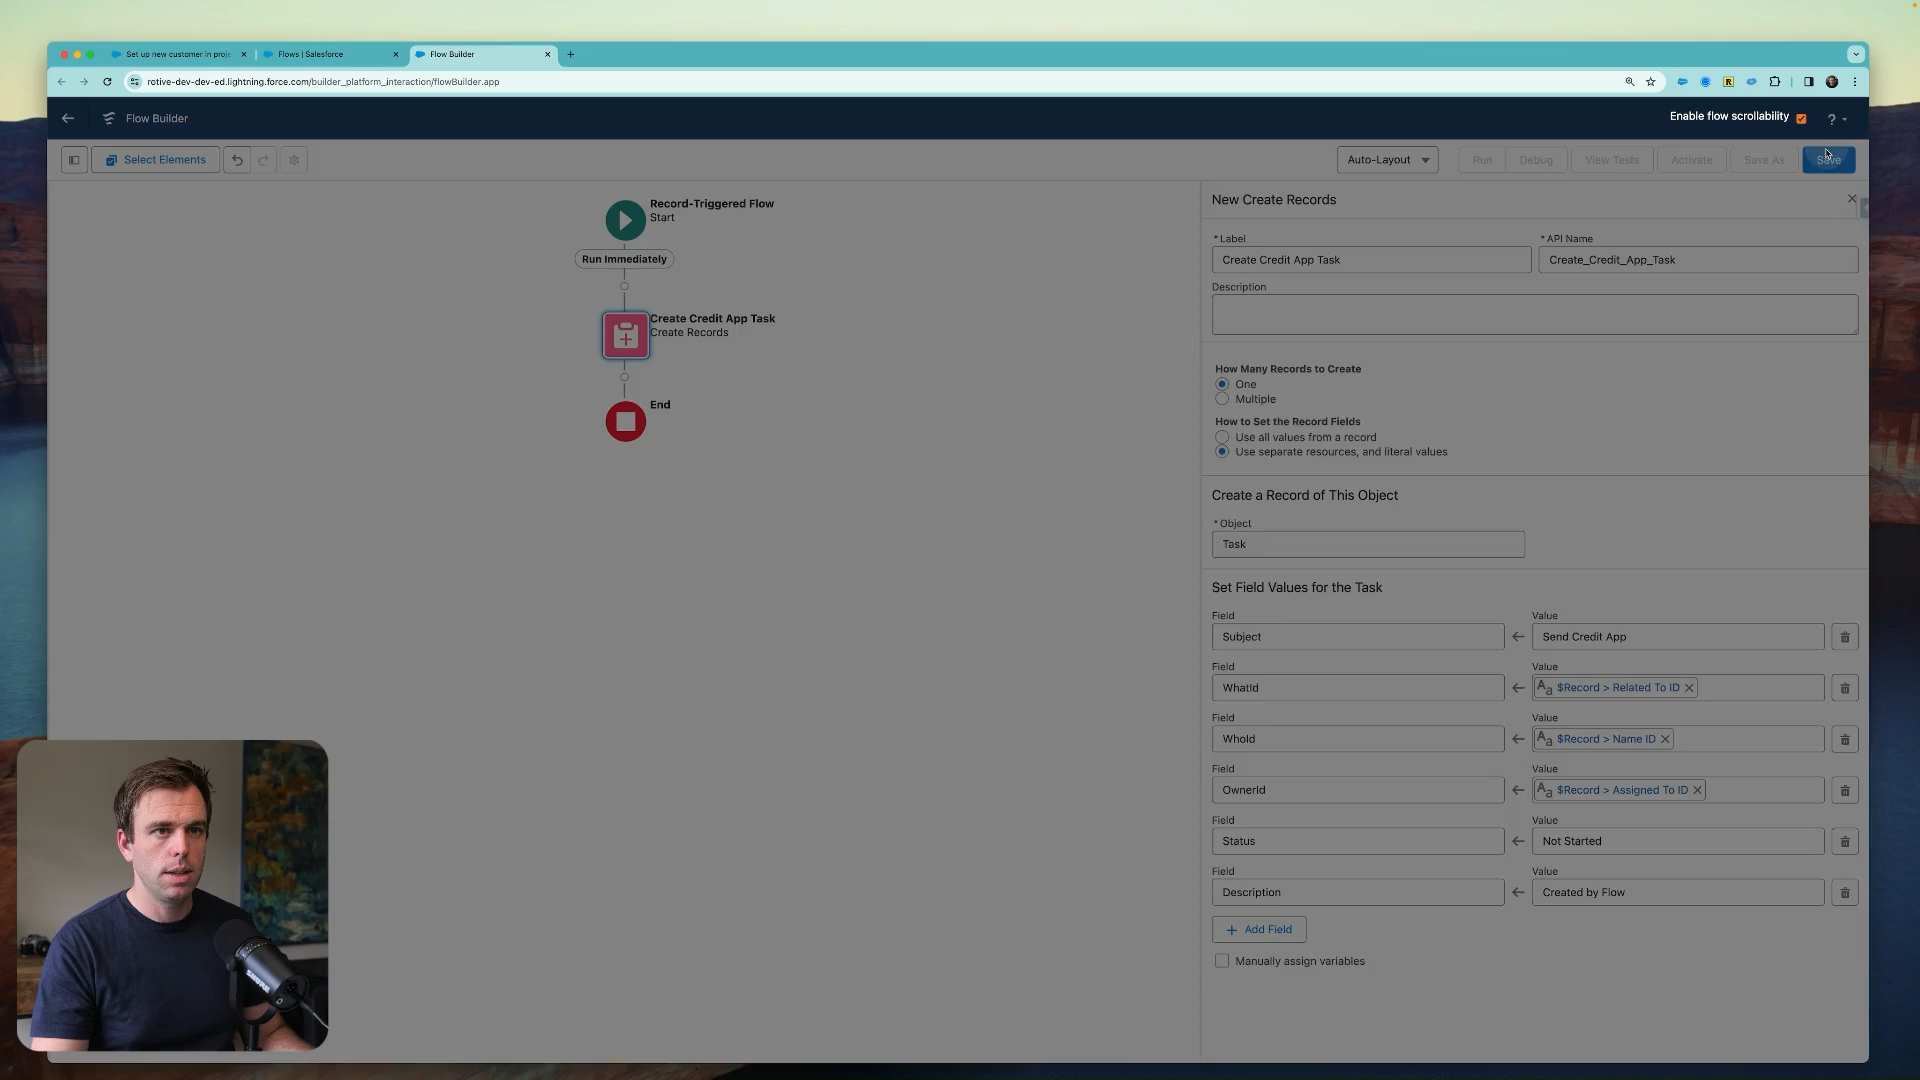 Set up new customer in proje
Flows | Salesforce
Flow Builder
rotive-dev-dev-ed.lightning.force.com/builder_platform_interaction/flowBuilder.app
Flow Builder
Enable flow scrollability
?
Select Elements
Auto-Layout
Run
Debug
View Tests
Activate
Save As
Save
Record-Triggered Flow
Start
Run Immediately
Create Credit App Task
Create Records
End
New Create Records
* Label
Create Credit App Task
* API Name
Create_Credit_App_Task
Description
How Many Records to Create
One
Multiple
How to Set the Record Fields
Use all values from a record
Use separate resources, and literal values
Create a Record of This Object
* Object
Task
Set Field Values for the Task
Field
Value
Subject
Send Credit App
Field
Value
WhatId
Aa $Record > Related To ID
Field
Value
WhoId
Aa $Record > Name ID
Field
Value
OwnerId
Aa $Record > Assigned To ID
Field
Value
Status
Not Started
Field
Value
Description
Created by Flow
+ Add Field
Manually assign variables
SHURE